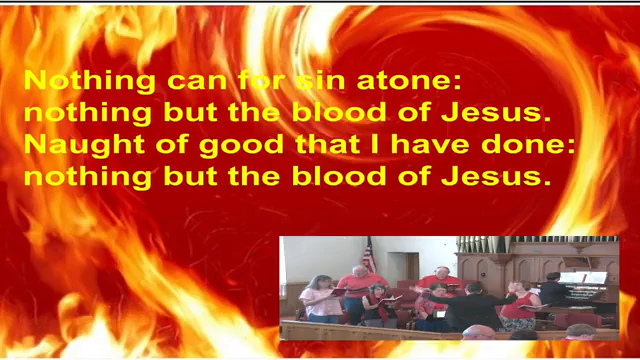 Nothing can for sin atone:
nothing but the blood of Jesus.
Naught of good that I have done:
nothing but the blood of Jesus.